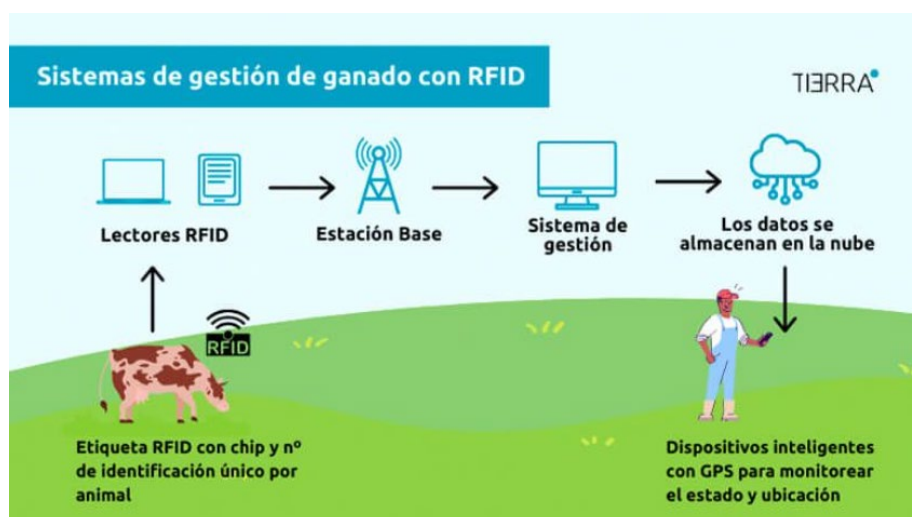 Sistemas de gestión de ganado con RFID
TIERRA
Lectores RFID
Estación Base
Sistema de
gestión
Los datos se
almacenan en la nube
RFID
Etiqueta RFID con chip y nº
de identificación único por
animal
Dispositivos inteligentes
con GPS para monitorear
el estado y ubicación